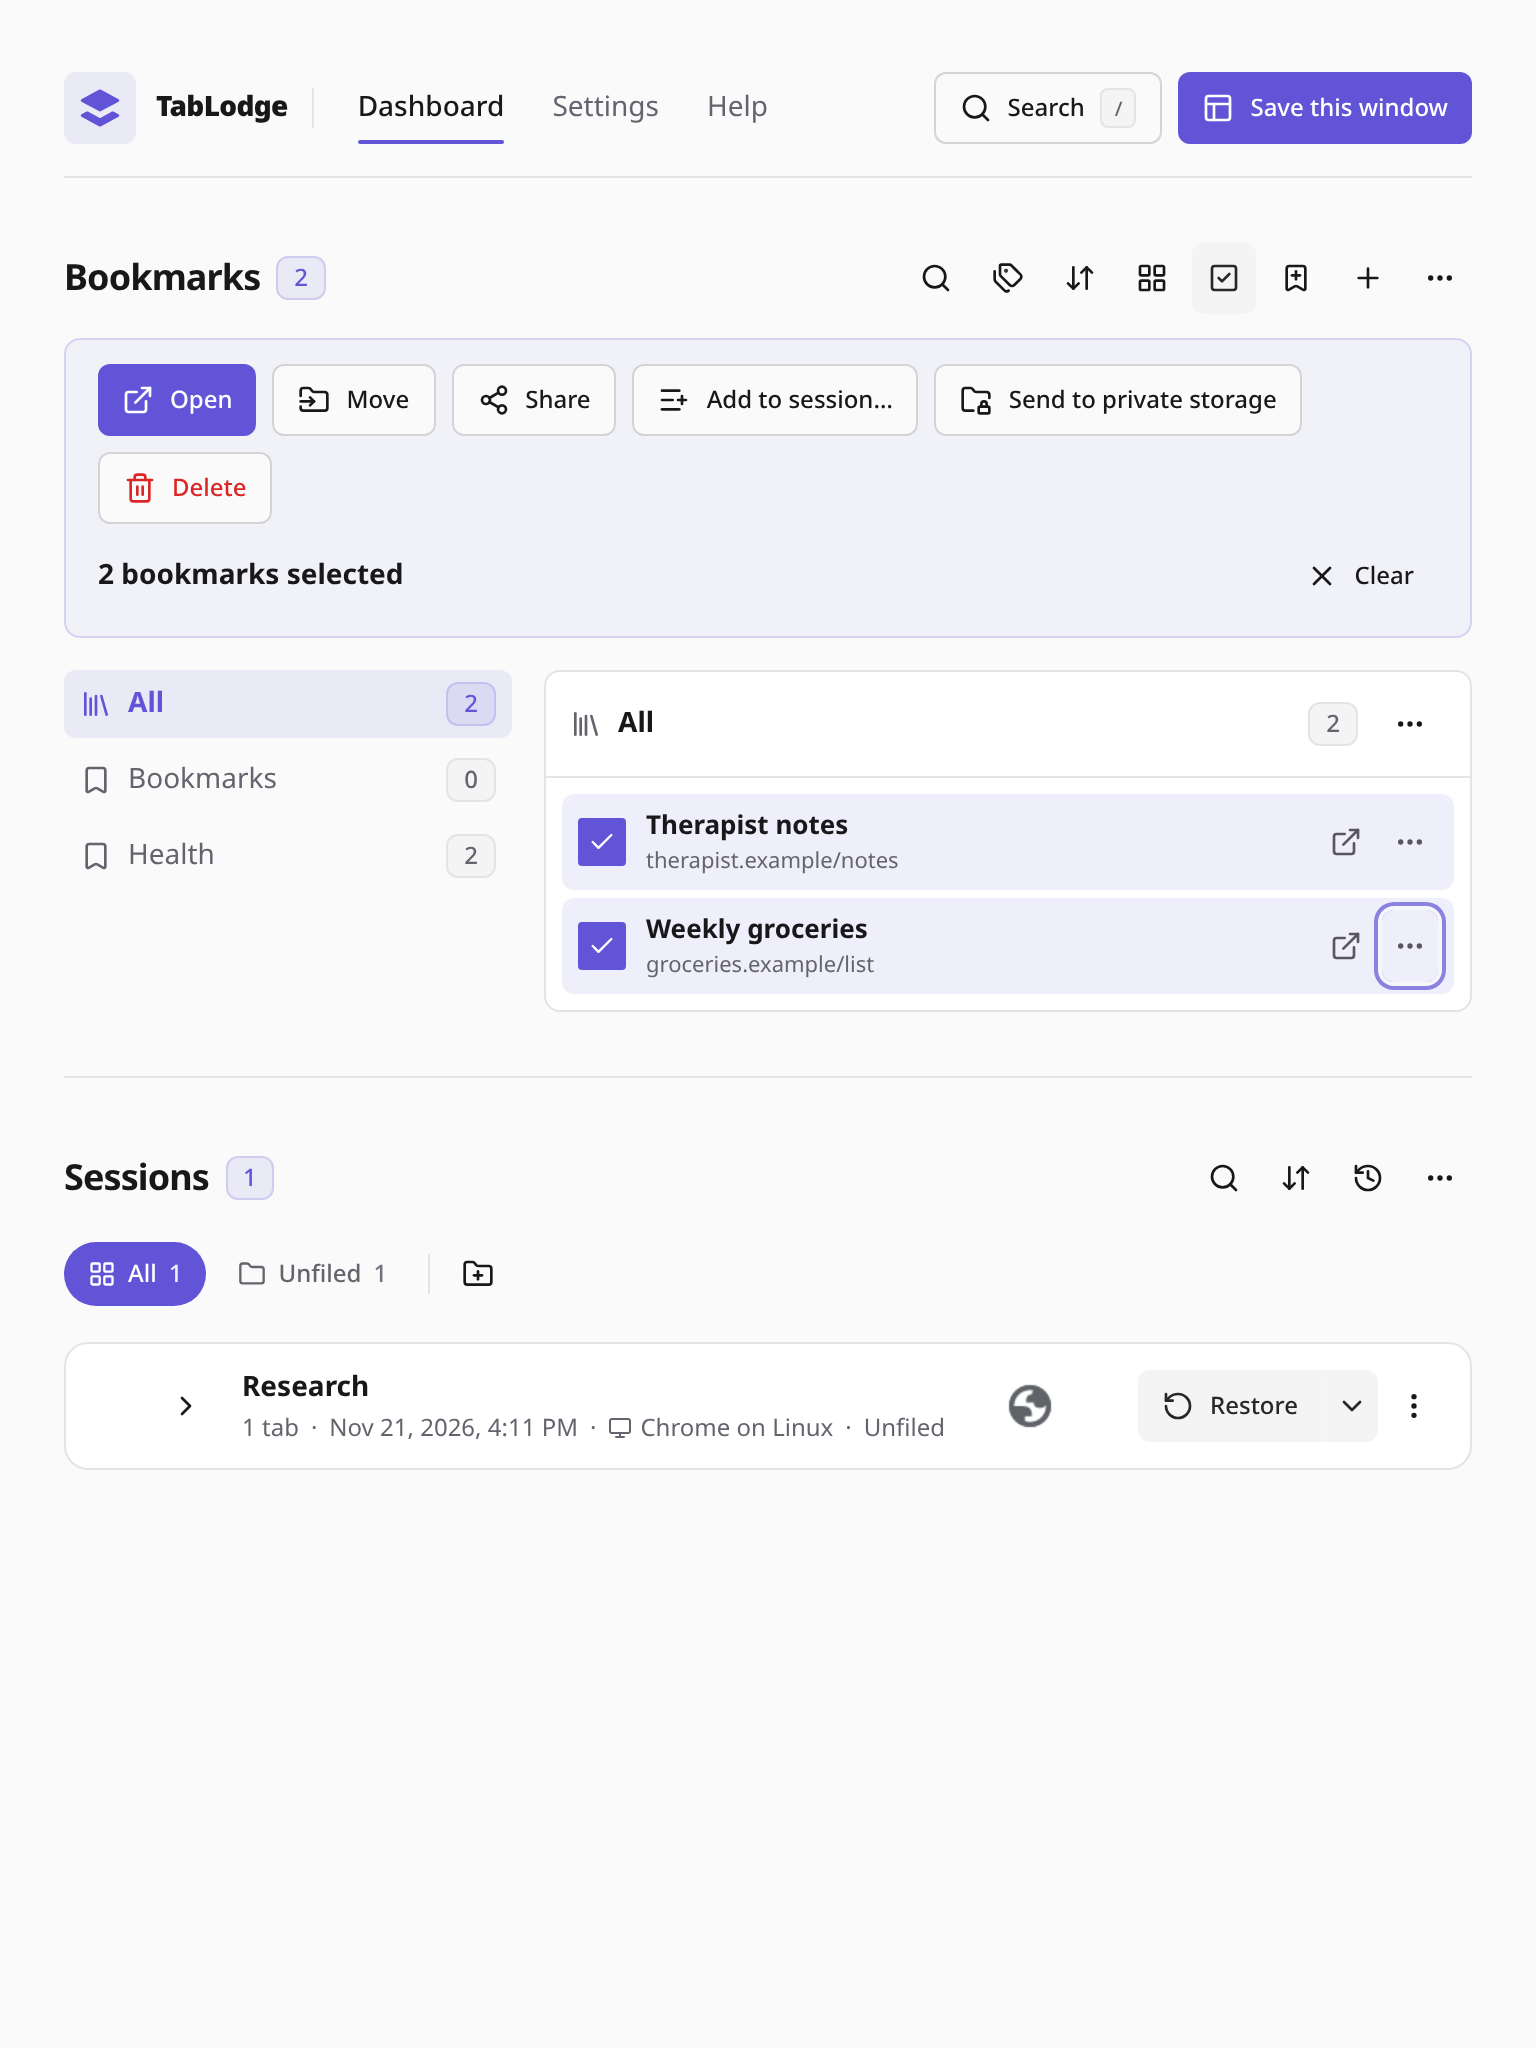 TabLodge
Dashboard
Settings
Help
Search /
Save this window
Bookmarks 2
Open
Move
Share
Add to session...
Send to private storage
Delete
2 bookmarks selected
Clear
All 2
Bookmarks 0
Health 2
All 2
Therapist notes
therapist.example/notes
Weekly groceries
groceries.example/list
Sessions 1
All 1
Unfiled 1
Research
1 tab · Nov 21, 2026, 4:11 PM · Chrome on Linux · Unfiled
Restore